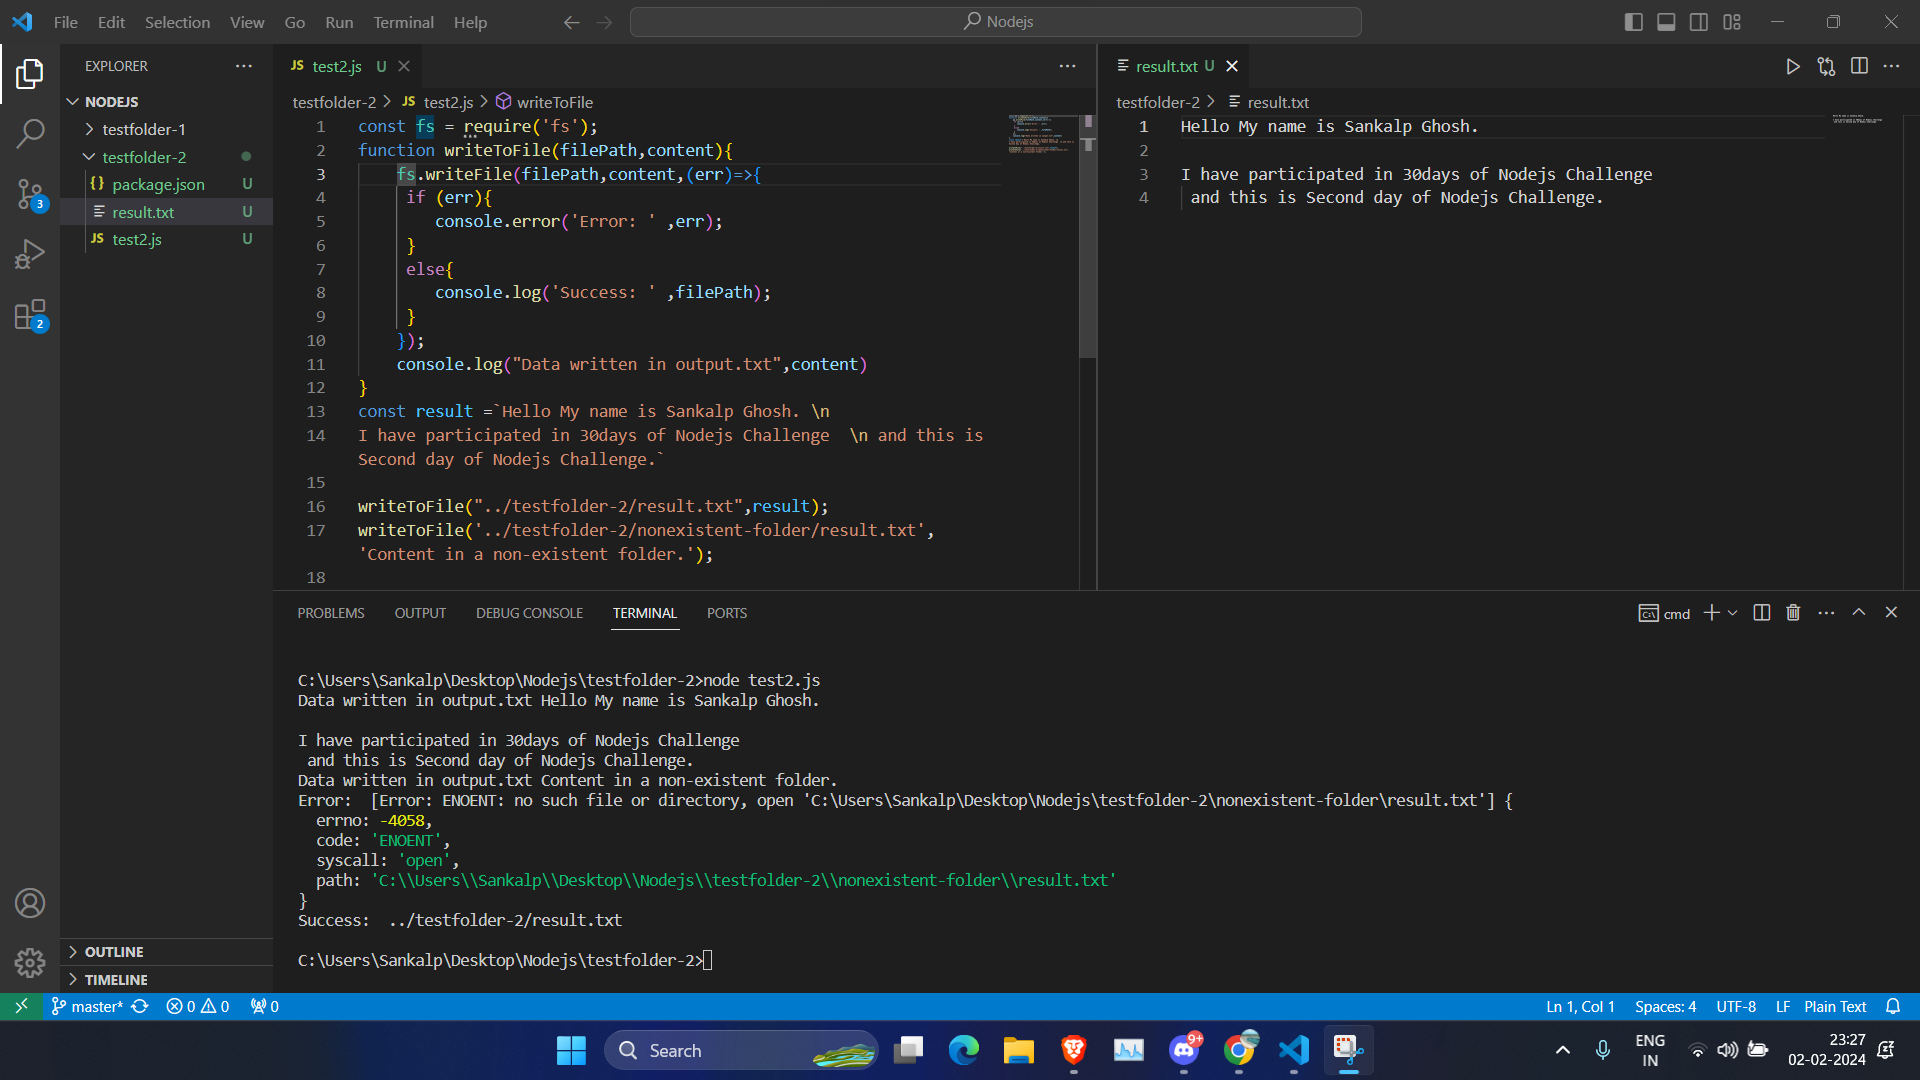 File Edit Selection View Go Run Terminal Help
Nodejs
EXPLORER
NODEJS
testfolder-1
testfolder-2
{} package.json U
result.txt U
JS test2.js U
OUTLINE
TIMELINE
3
2
JS test2.js U
testfolder-2 > JS test2.js > writeToFile
1 const fs = require('fs');
2 function writeToFile(filePath,content){
3 fs.writeFile(filePath,content,(err)=>{
4 if (err){
5 console.error('Error: ' ,err);
6 }
7 else{
8 console.log('Success: ' ,filePath);
9 }
10 });
11 console.log("Data written in output.txt",content)
12 }
13 const result =`Hello My name is Sankalp Ghosh. \n
14 I have participated in 30days of Nodejs Challenge  \n and this is
Second day of Nodejs Challenge.`
15
16 writeToFile("../testfolder-2/result.txt",result);
17 writeToFile('../testfolder-2/nonexistent-folder/result.txt',
'Content in a non-existent folder.');
18
result.txt U
testfolder-2 > result.txt
1 Hello My name is Sankalp Ghosh.
2
3 I have participated in 30days of Nodejs Challenge
4 and this is Second day of Nodejs Challenge.
PROBLEMS OUTPUT DEBUG CONSOLE TERMINAL PORTS
cmd
C:\Users\Sankalp\Desktop\Nodejs\testfolder-2>node test2.js
Data written in output.txt Hello My name is Sankalp Ghosh.
I have participated in 30days of Nodejs Challenge
and this is Second day of Nodejs Challenge.
Data written in output.txt Content in a non-existent folder.
Error:  [Error: ENOENT: no such file or directory, open 'C:\Users\Sankalp\Desktop\Nodejs\testfolder-2\nonexistent-folder\result.txt'] {
errno: -4058,
code: 'ENOENT',
syscall: 'open',
path: 'C:\\Users\\Sankalp\\Desktop\\Nodejs\\testfolder-2\\nonexistent-folder\\result.txt'
}
Success:  ../testfolder-2/result.txt
C:\Users\Sankalp\Desktop\Nodejs\testfolder-2>
master* 0 0 0
Ln 1, Col 1 Spaces: 4 UTF-8 LF Plain Text
Search
9+
ENG
IN
23:27
02-02-2024